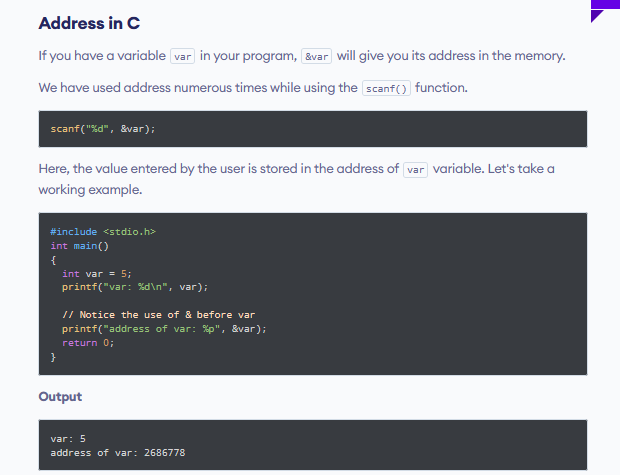 Address in C
If you have a variable var in your program, &var will give you its address in the memory.
We have used address numerous times while using the scanf() function.
scanf("%d", &var);
Here, the value entered by the user is stored in the address of var variable. Let's take a
working example.
#include <stdio.h>
int main()
{
  int var = 5;
  printf("var: %d\n", var);

  // Notice the use of & before var
  printf("address of var: %p", &var);
  return 0;
}
Output
var: 5
address of var: 2686778